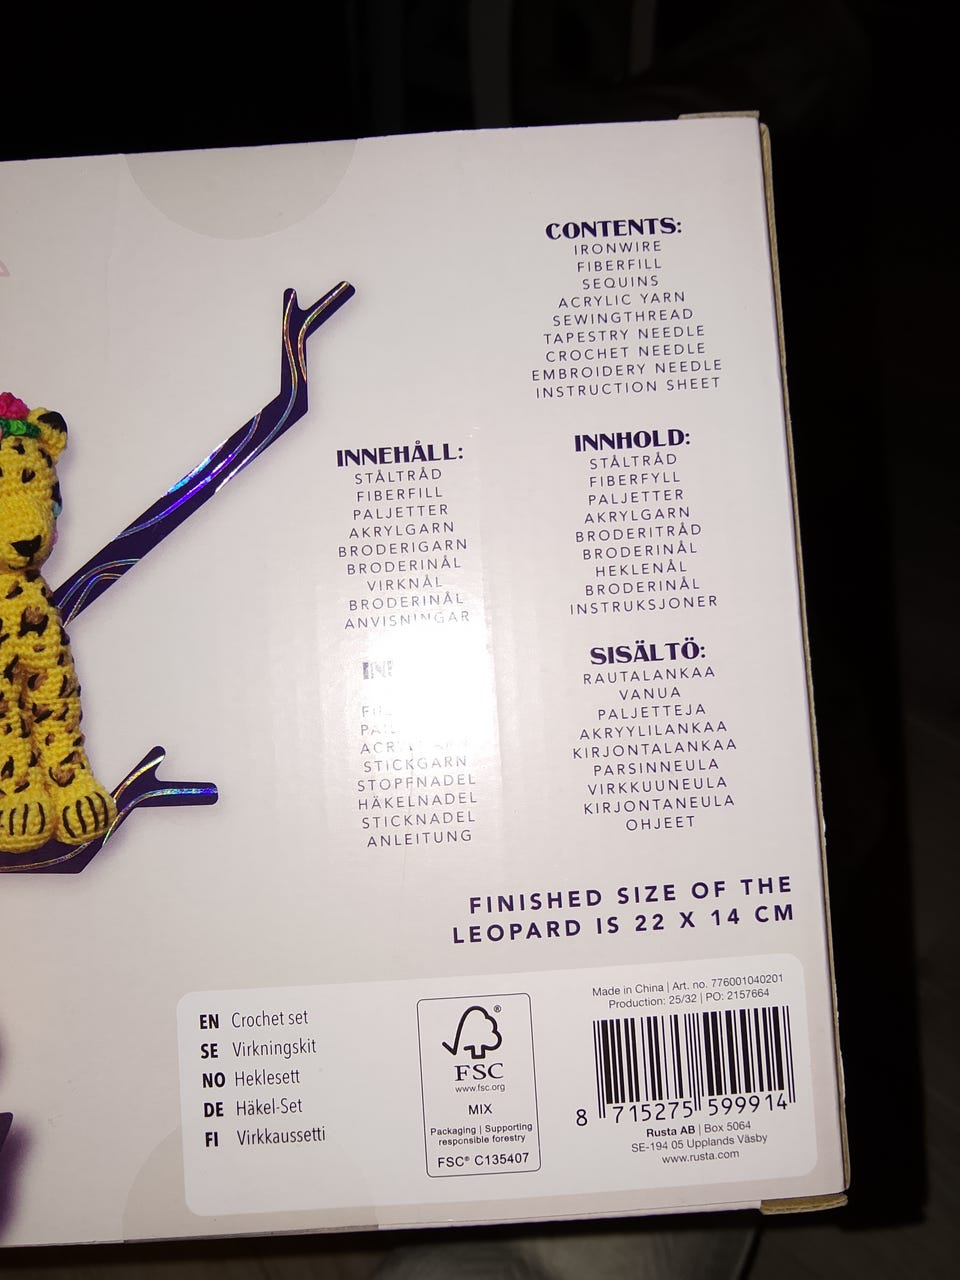 CONTENTS:
IRONWIRE
FIBERFILL
SEQUINS
ACRYLIC YARN
SEWINGTHREAD
TAPESTRY NEEDLE
CROCHET NEEDLE
EMBROIDERY NEEDLE
INSTRUCTION SHEET
INNEHÅLL:
STÅLTRÅD
FIBERFILL
PALJETTER
AKRYLGARN
BRODERIGARN
BRODERINÅL
VIRKNÅL
BRODERINÅL
ANVISNINGAR
INNHOLD:
STÅLTRÅD
FIBERFYLL
PALJETTER
AKRYLGARN
BRODERITRÅD
BRODERINÅL
HEKLENÅL
BRODERINÅL
INSTRUKSJONER
STICKGARN
STOPFNADEL
HÄKELNADEL
STICKNADEL
ANLEITUNG
SISÄLTÖ:
RAUTALANKAA
VANUA
PALJETTEJA
AKRYYLILANKAA
KIRJONTALANKAA
PARSINNEULA
VIRKKUUNEULA
KIRJONTANEULA
OHJEET
FINISHED SIZE OF THE
LEOPARD IS 22 X 14 CM
EN Crochet set
SE Virkningskit
NO Heklesett
DE Häkel-Set
FI Virkkaussetti
®
FSC
www.fsc.org
MIX
Packaging | Supporting
responsible forestry
FSC® C135407
Made in China | Art. no. 776001040201
Production: 25/32 | PO: 2157664
8 715275 599914
Rusta AB | Box 5064
SE-194 05 Upplands Väsby
www.rusta.com